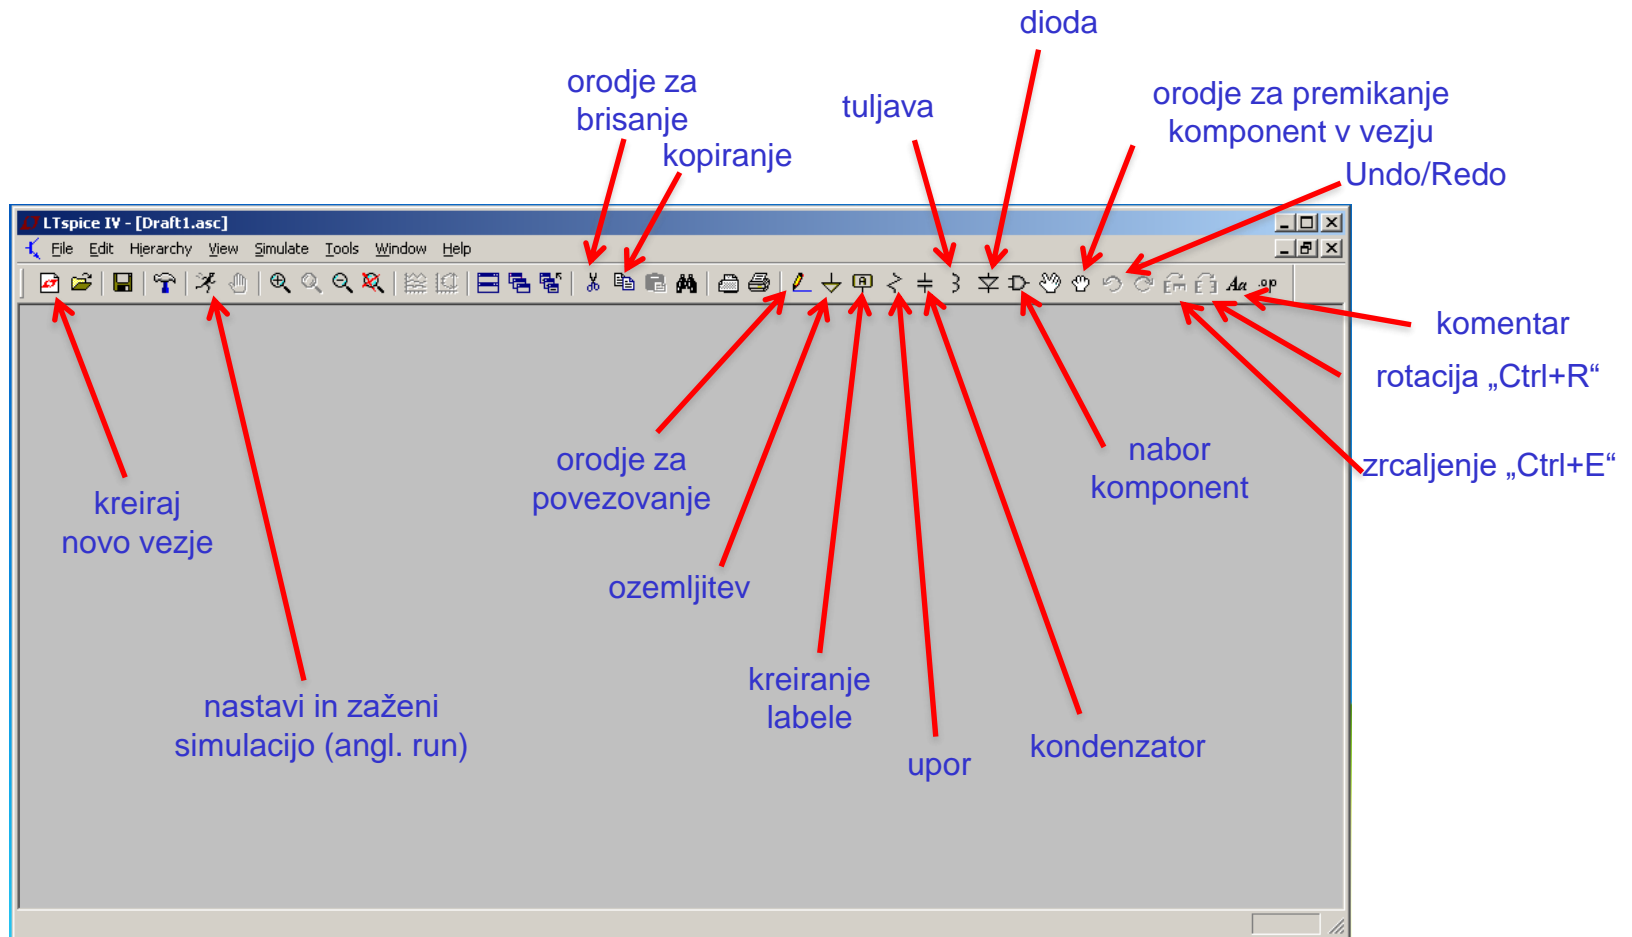 dioda
orodje za
brisanje
kopiranje
tuljava
orodje za premikanje
komponent v vezju
Undo/Redo
LTspice IV - [Draft1.asc]
File Edit Hierarchy View Simulate Tools Window Help
A Aa .op
komentar
rotacija „Ctrl+R“
zrcaljenje „Ctrl+E“
orodje za
povezovanje
nabor
komponent
kreiraj
novo vezje
ozemljitev
kreiranje
labele
nastavi in zaženi
simulacijo (angl. run)
upor
kondenzator